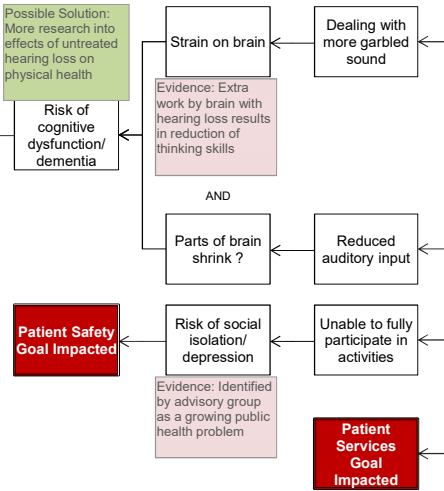 Possible Solution:
More research into
effects of untreated
hearing loss on
physical health
Strain on brain
Dealing with
more garbled
sound
Risk of
cognitive
dysfunction/
dementia
Evidence: Extra
work by brain with
hearing loss results
in reduction of
thinking skills
AND
Parts of brain
shrink ?
Reduced
auditory input
Patient Safety
Goal Impacted
Risk of social
isolation/
depression
Unable to fully
participate in
activities
Evidence: Identified
by advisory group
as a growing public
health problem
Patient
Services
Goal
Impacted